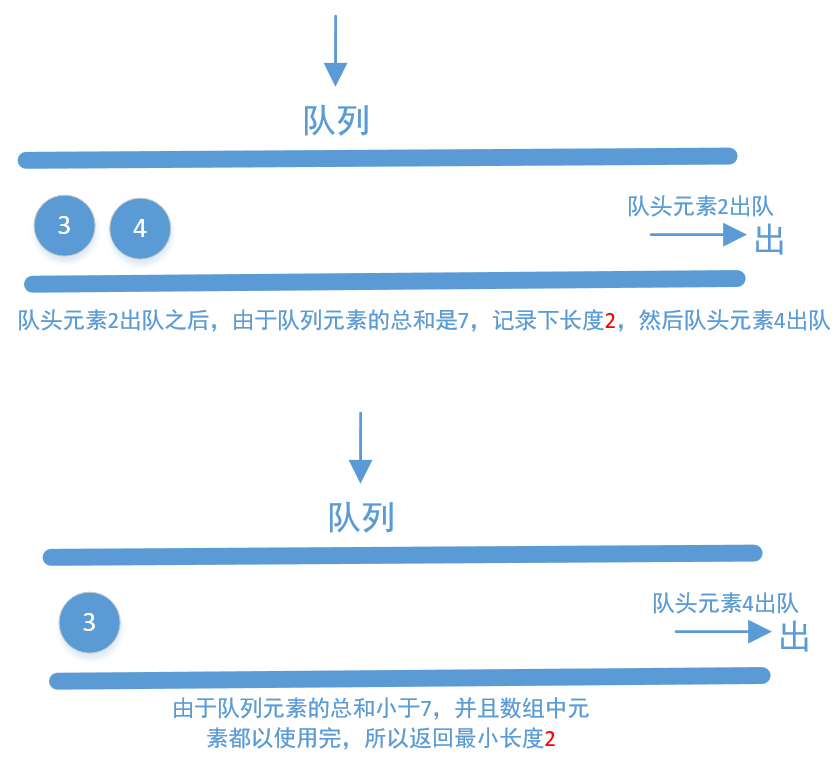 队列
3
4
队头元素2出队
出
队头元素2出队之后，由于队列元素的总和是7，记录下长度2，然后队头元素4出队
队列
3
队头元素4出队
出
由于队列元素的总和小于7，并且数组中元
素都以使用完，所以返回最小长度2